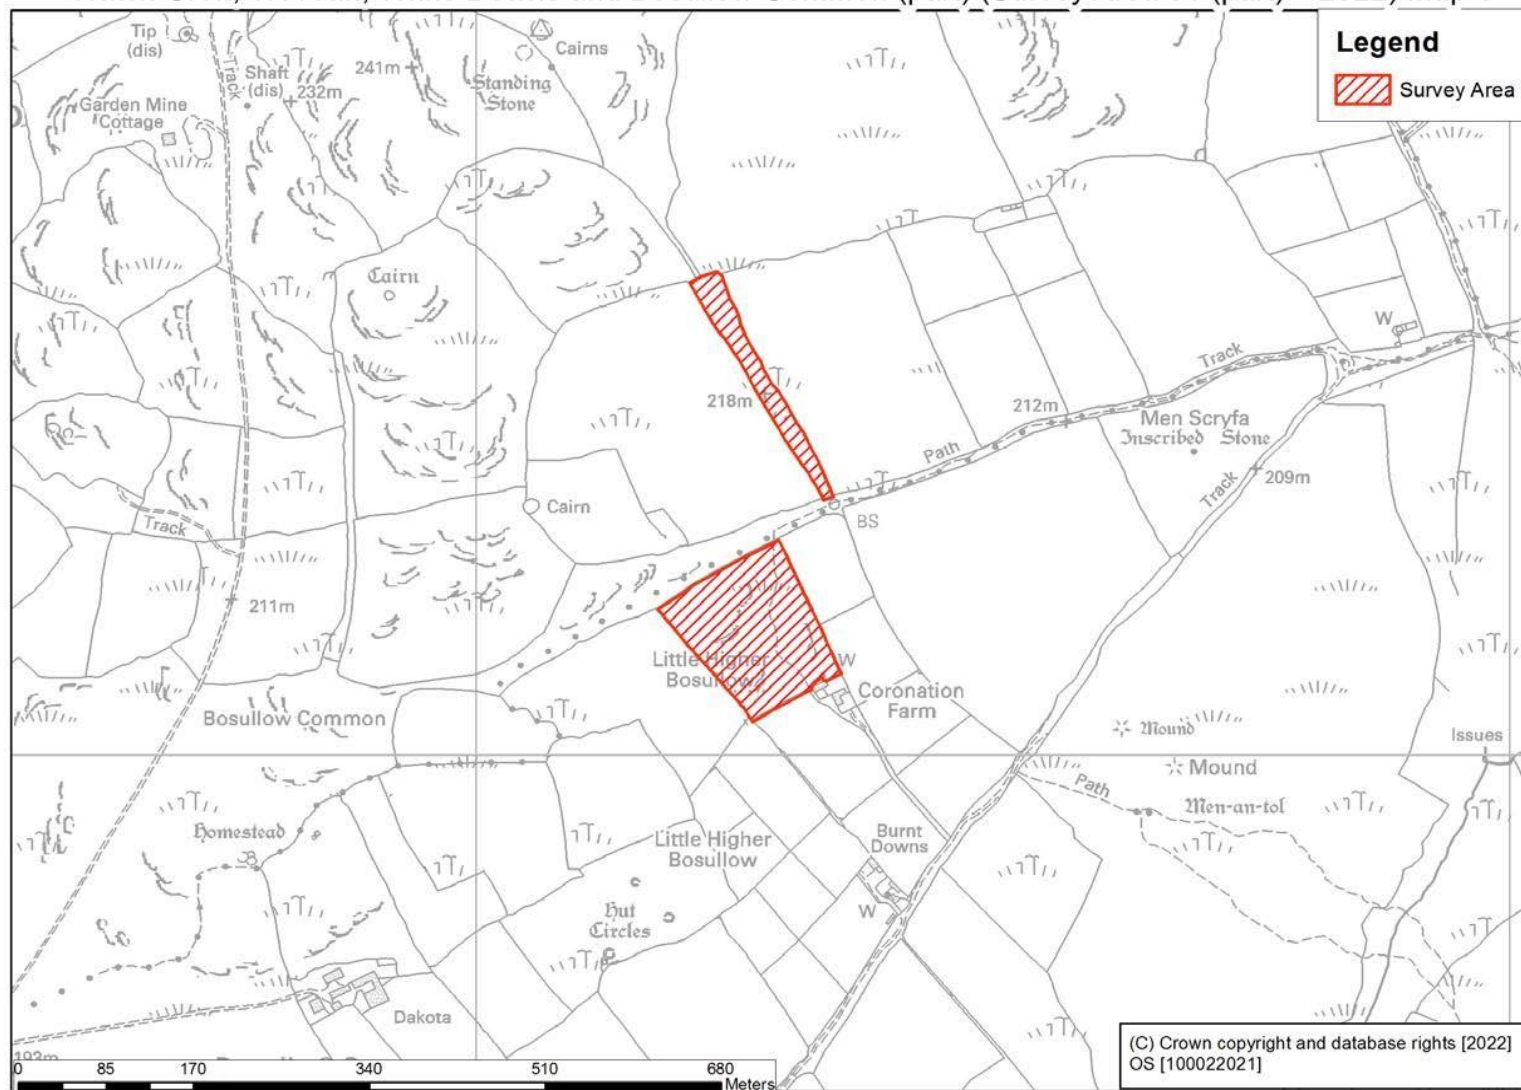 Legend
Survey Area
Tip
(dis)
Track
Shaft
(dis)
232m
241m
Cairns
Standing
Stone
Garden Mine
Cottage
Cairn
W
Track
218m
212m
Men Scryfa
Inscribed Stone
Path
Track
209m
Cairn
BS
Track
211m
Little Higher
Bosullow
W
Coronation
Farm
Bosullow Common
Mound
Issues
Mound
Path
Men-an-tol
Homestead
Little Higher
Bosullow
Burnt
Downs
W
Hut
Circles
Dakota
193m
0 85 170 340 510 680
Meters
(C) Crown copyright and database rights [2022]
OS [100022021]